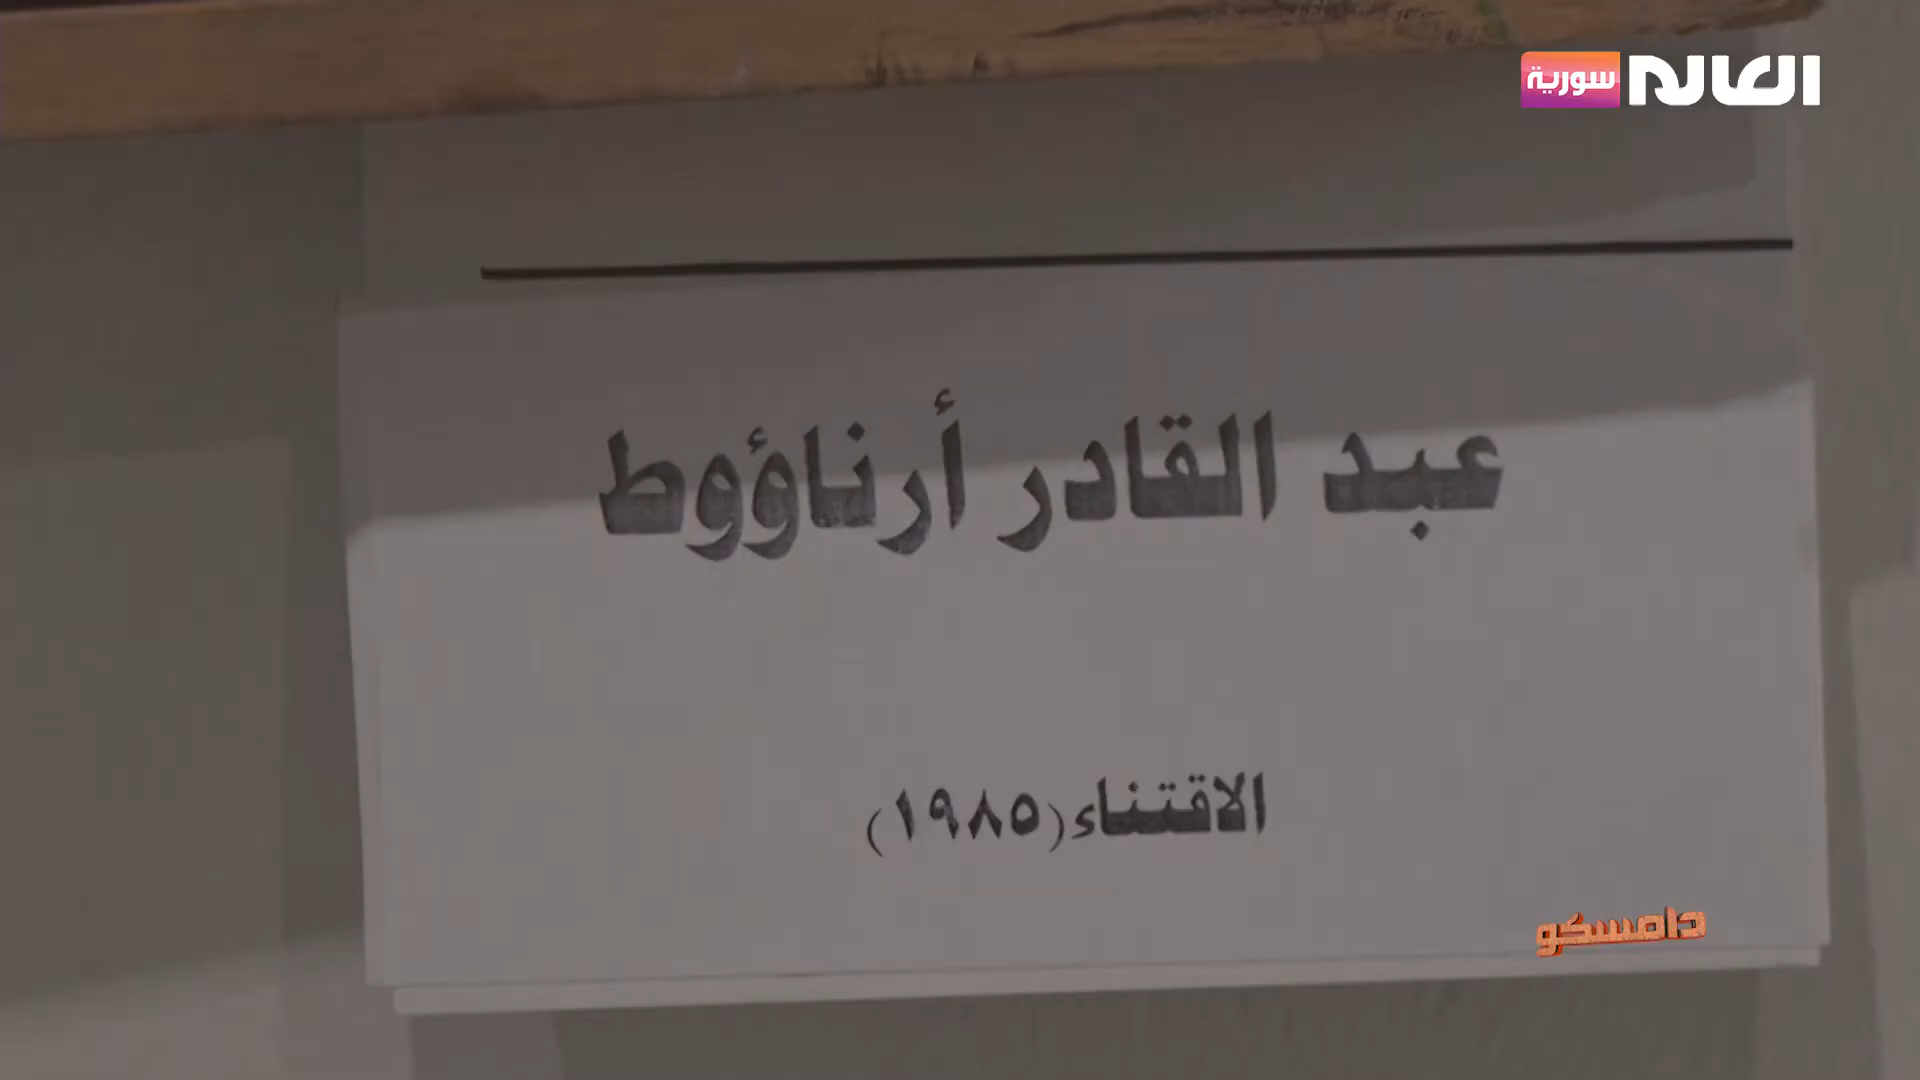 العالم سورية
عبد القادر أرناؤوط
الاقتناء (١٩٨٥)
دامسكو